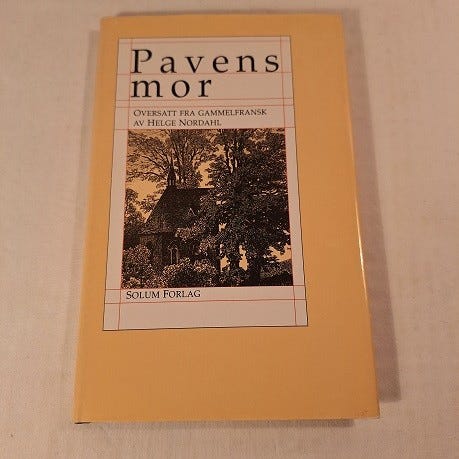 Pavens
mor
OVERSATT FRA GAMMELFRANSK
AV HELGE NORDAHL
SOLUM FORLAG